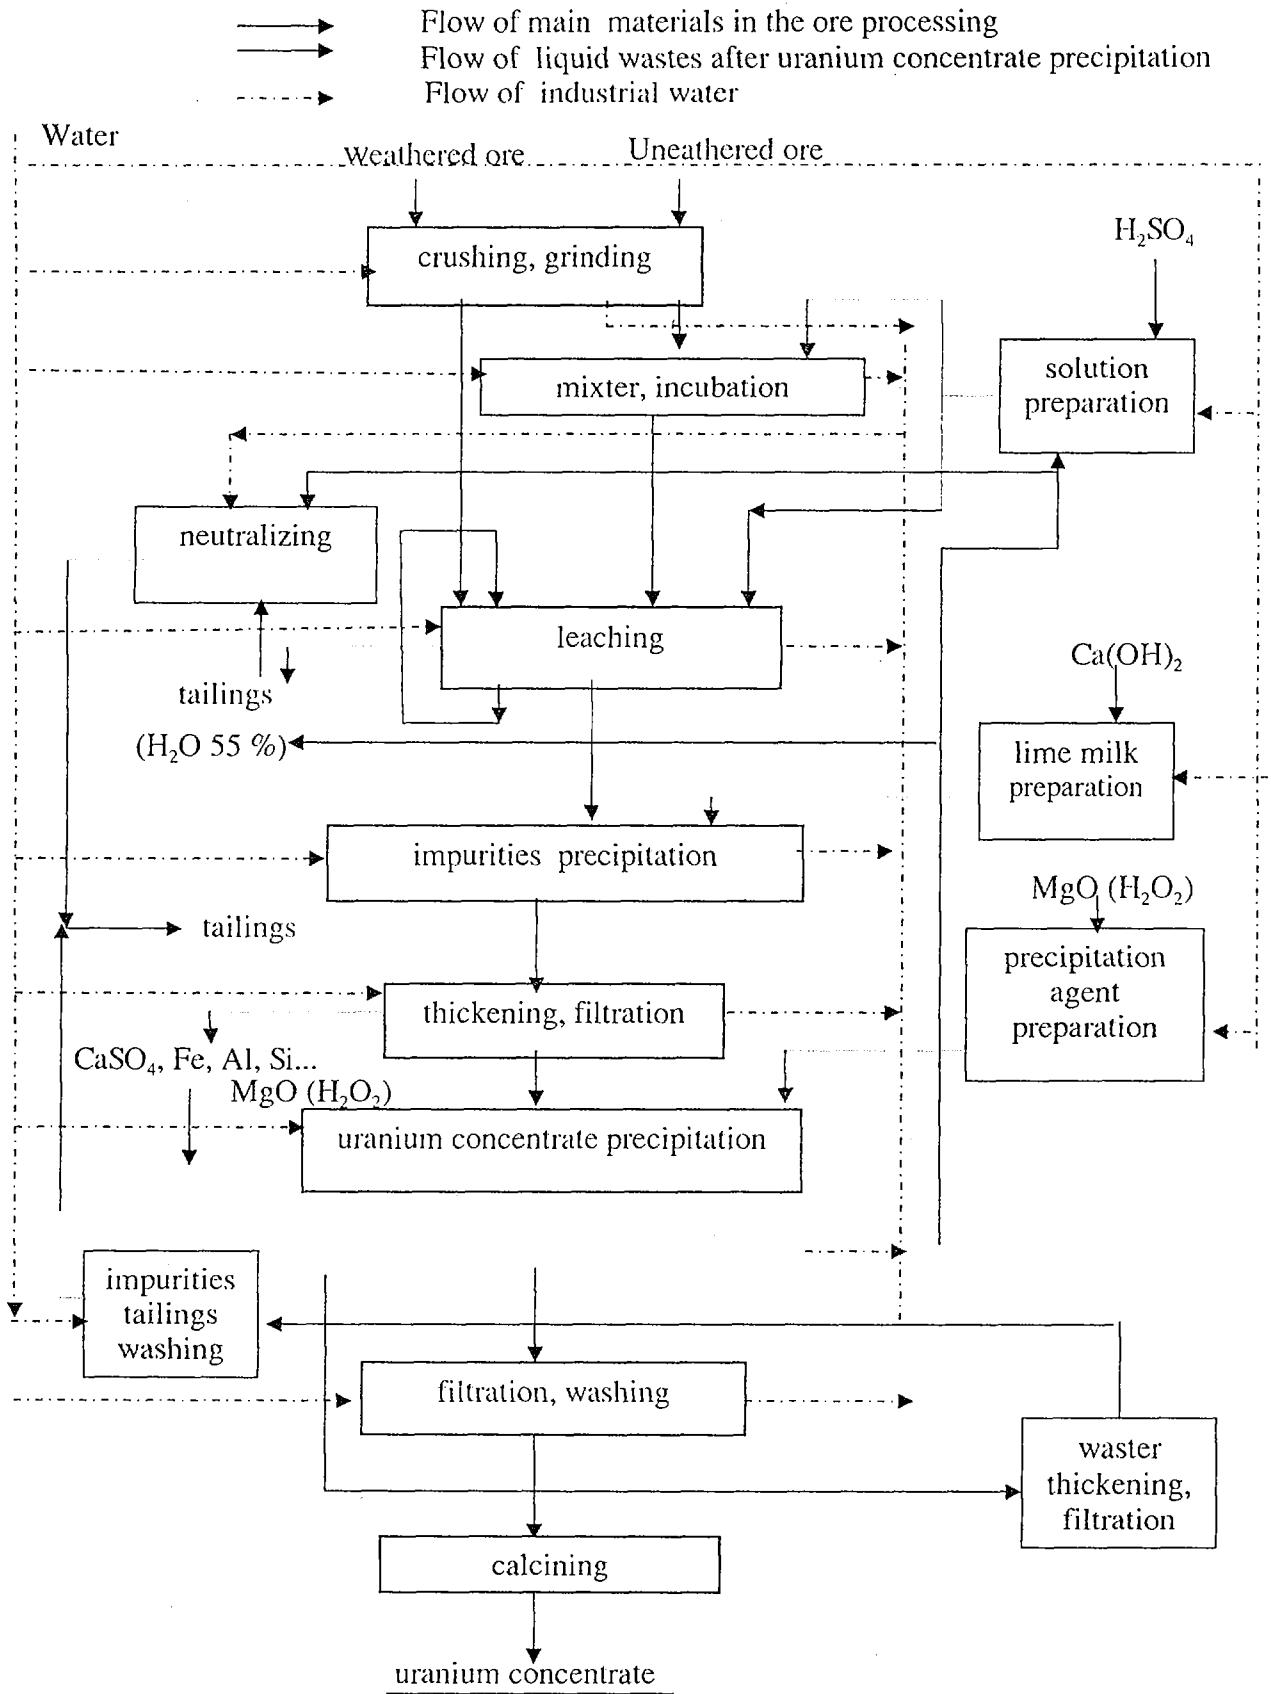 Flow of main materials in the ore processing
Flow of liquid wastes after uranium concentrate precipitation
Flow of industrial water
Water
Weathered ore
Uneathered ore
H₂SO₄
crushing, grinding
solution
preparation
mixter, incubation
neutralizing
leaching
Ca(OH)₂
tailings
(H₂O 55 %)
lime milk
preparation
impurities precipitation
MgO (H₂O₂)
tailings
precipitation
agent
preparation
thickening, filtration
CaSO₄, Fe, Al, Si...
MgO (H₂O₂)
uranium concentrate precipitation
impurities
tailings
washing
filtration, washing
waster
thickening,
filtration
calcining
uranium concentrate